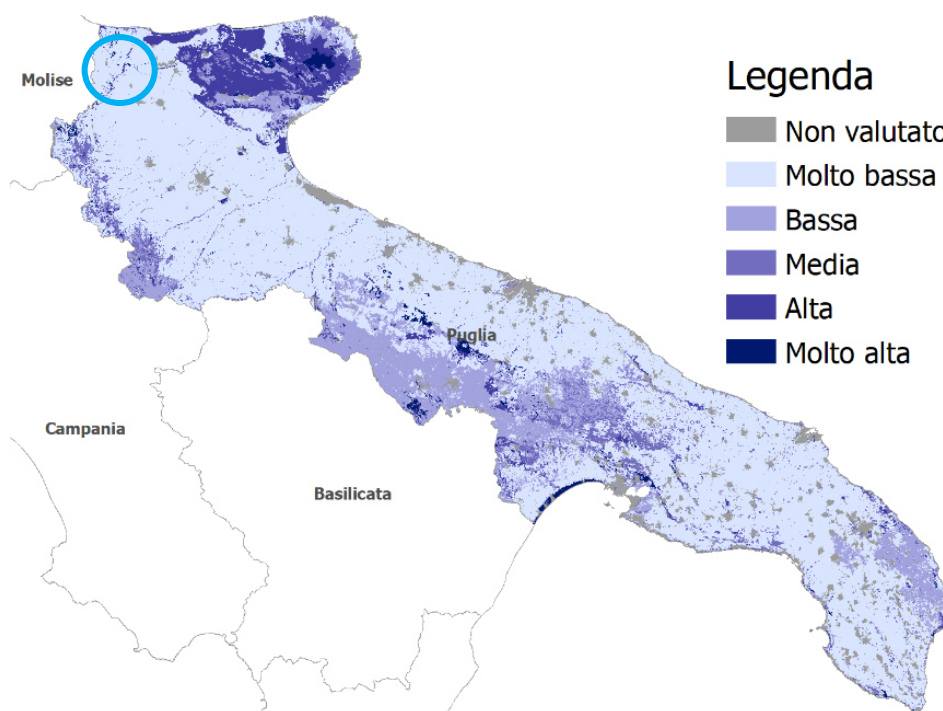 Molise
Legenda
Non valutato
Molto bassa
Bassa
Media
Alta
Molto alta
Puglia
Campania
Basilicata